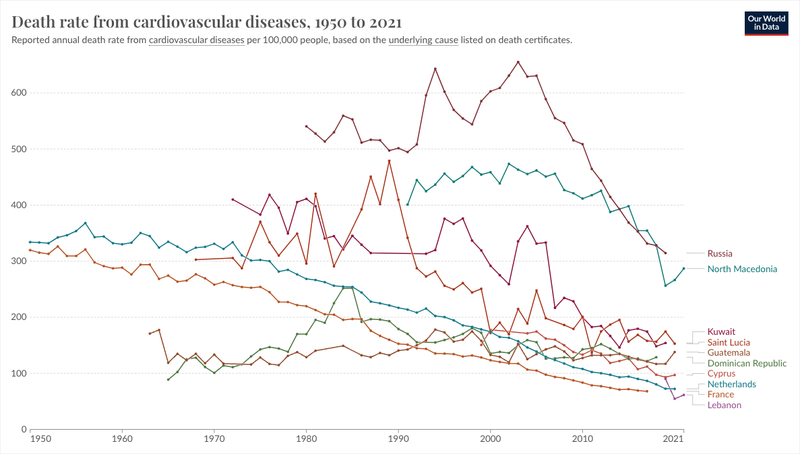 Death rate from cardiovascular diseases, 1950 to 2021
Our World
in Data
Reported annual death rate from cardiovascular diseases per 100,000 people, based on the underlying cause listed on death certificates.
600
500
400
300
200
100
0
1950
1960
1970
1980
1990
2000
2010
2021
Russia
North Macedonia
Kuwait
Saint Lucia
Guatemala
Dominican Republic
Cyprus
Netherlands
France
Lebanon